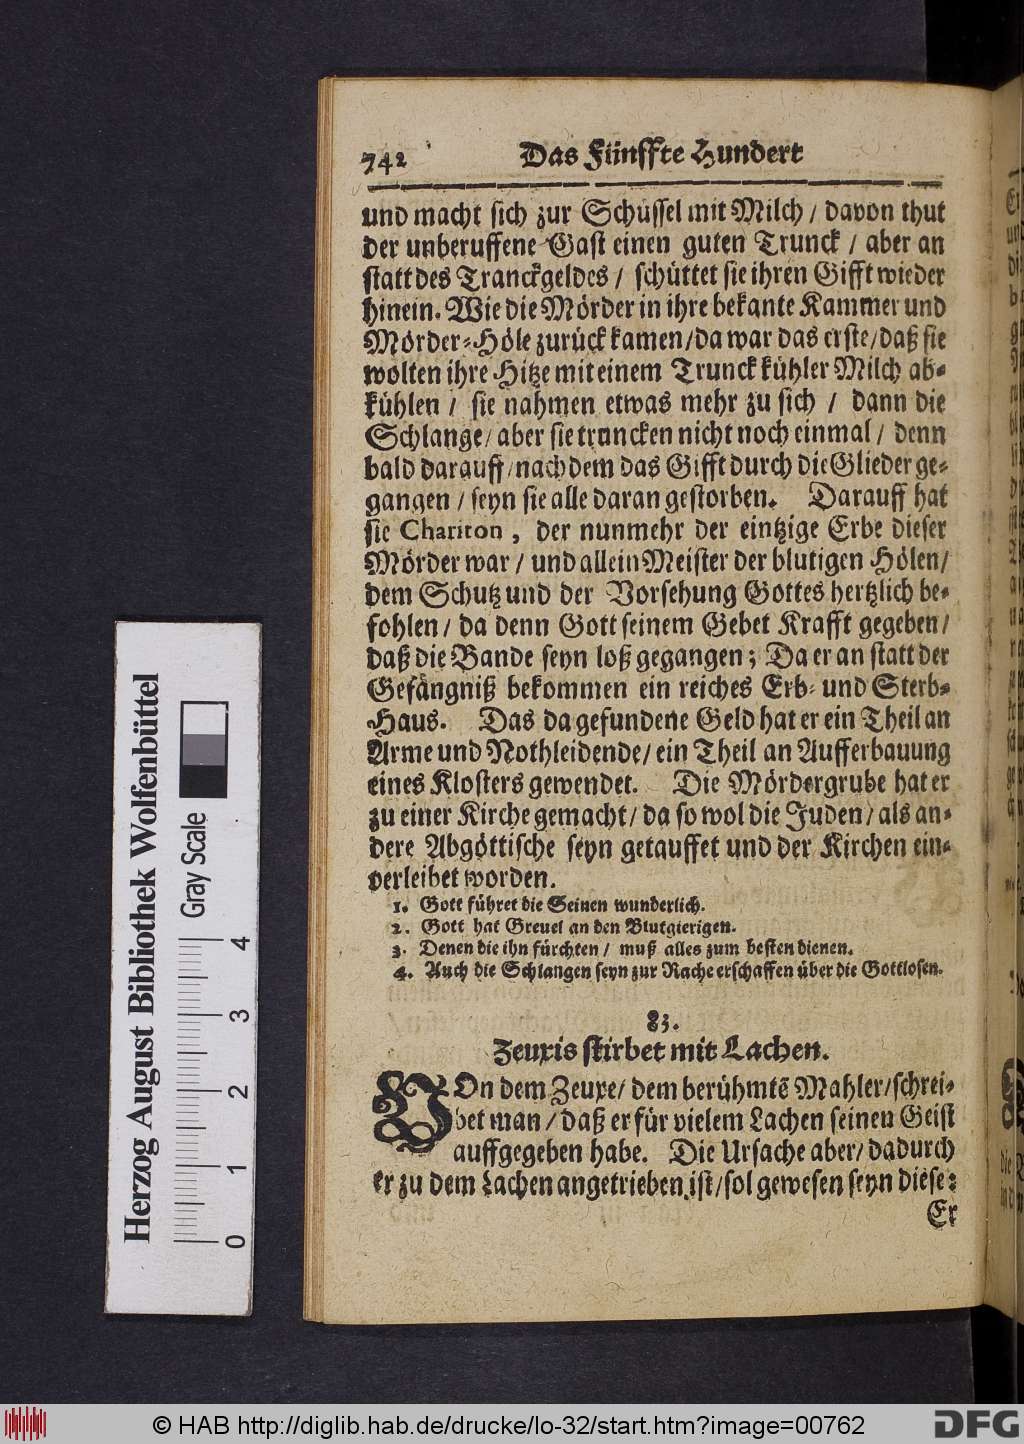 742 Das Fünffte Hundert
und macht sich zur Schüssel mit Milch / davon thut
der unberuffene Gast einen guten Trunck / aber an
statt des Tranckgeldes / schüttet sie ihren Gifft wieder
hinein. Wie die Mörder in ihre bekante Kammer und
Mörder-Höle zurück kamen/da war das erste/daß sie
wolten ihre Hitze mit einem Trunck kühler Milch ab-
kühlen / sie nahmen etwas mehr zu sich / dann die
Schlange/ aber sie truncken nicht noch einmal / denn
bald darauff /nach dem das Gifft durch die Glieder ge-
gangen / seyn sie alle daran gestorben. Darauff hat
sie Chariton, der nunmehr der eintzige Erbe dieser
Mörder war / und allein Meister der blutigen Hölen/
dem Schutz und der Vorsehung Gottes hertzlich be-
fohlen / da denn Gott seinem Gebet Krafft gegeben/
daß die Bande seyn loß gegangen; Da er an statt der
Gefängniß bekommen ein reiches Erb- und Sterb-
Haus. Das da gefundene Geld hat er ein Theil an
Arme und Nothleidende/ ein Theil an Aufferbauung
eines Klosters gewendet. Die Mördergrube hat er
zu einer Kirche gemacht/ da so wol die Juden/ als an-
dere Abgöttische seyn getauffet und der Kirchen ein-
verleibet worden.
1. Gott führet die Seinen wunderlich.
2. Gott hat Greuel an den Blutgierigen.
3. Denen die ihn fürchten / muß alles zum besten dienen.
4. Auch die Schlangen seyn zur Rache erschaffen über die Gottlosen.
83.
Zeuxis stirbet mit Lachen.
VOn dem Zeuxe/ dem berühmtē Mahler/schrei-
bet man / daß er für vielem Lachen seinen Geist
auffgegeben habe. Die Ursache aber/ dadurch
er zu dem Lachen angetrieben ist/sol gewesen seyn diese:
Er
Herzog August Bibliothek Wolfenbüttel
Gray Scale
0 1 2 3 4
© HAB http://diglib.hab.de/drucke/lo-32/start.htm?image=00762
DFG